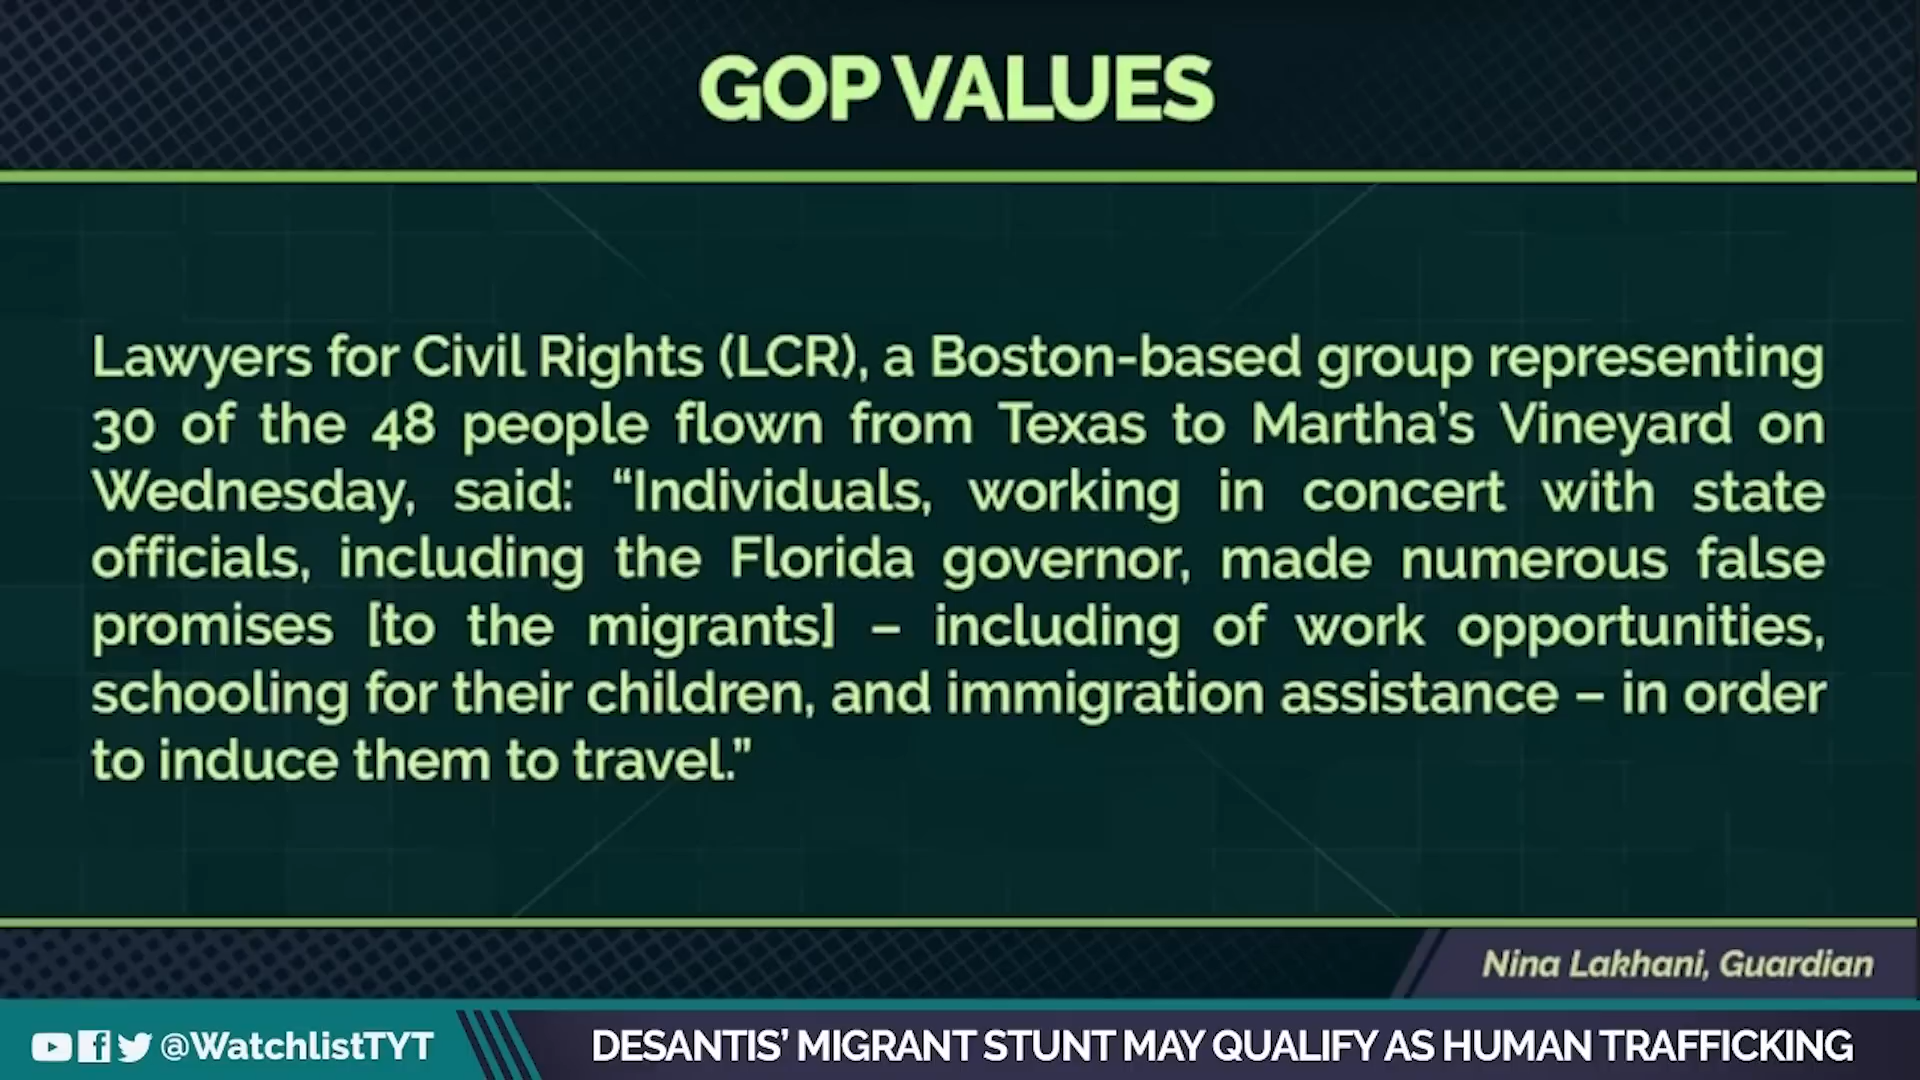 GOP VALUES
Lawyers for Civil Rights (LCR), a Boston-based group representing
30 of the 48 people flown from Texas to Martha's Vineyard on
Wednesday, said: “Individuals, working in concert with state
officials, including the Florida governor, made numerous false
promises [to the migrants] – including of work opportunities,
schooling for their children, and immigration assistance – in order
to induce them to travel.”
Nina Lakhani, Guardian
@WatchlistTYT
DESANTIS’ MIGRANT STUNT MAY QUALIFY AS HUMAN TRAFFICKING